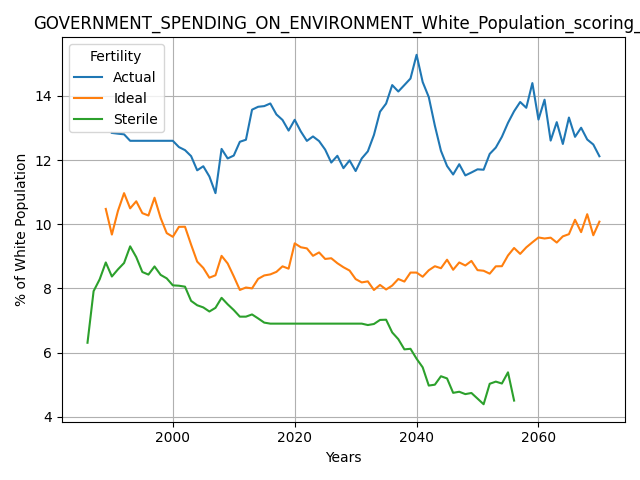 GOVERNMENT_SPENDING_ON_ENVIRONMENT_White_Population_scoring_
Fertility
Actual
Ideal
Sterile
% of White Population
14
12
10
8
6
4
2000 2020 2040 2060
Years